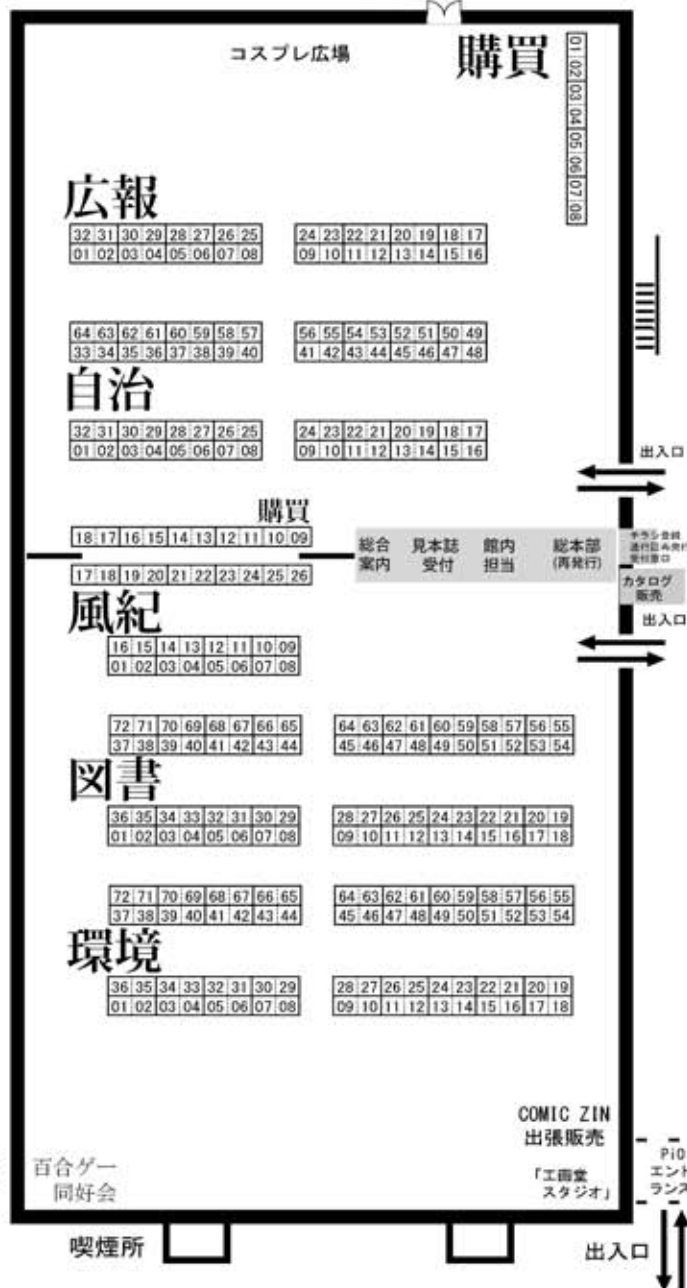 コスプレ広場
購買
01 02 03 04 05 06 07 08
広報
32 31 30 29 28 27 26 25
01 02 03 04 05 06 07 08
24 23 22 21 20 19 18 17
09 10 11 12 13 14 15 16
64 63 62 61 60 59 58 57
33 34 35 36 37 38 39 40
56 55 54 53 52 51 50 49
41 42 43 44 45 46 47 48
自治
32 31 30 29 28 27 26 25
01 02 03 04 05 06 07 08
24 23 22 21 20 19 18 17
09 10 11 12 13 14 15 16
出入口
購買
18 17 16 15 14 13 12 11 10 09
総合
案内
見本誌
受付
館内
担当
総本部
(再発行)
チラシ登録
受付窓口
カタログ
販売
出入口
17 18 19 20 21 22 23 24 25 26
風紀
16 15 14 13 12 11 10 09
01 02 03 04 05 06 07 08
72 71 70 69 68 67 66 65
37 38 39 40 41 42 43 44
64 63 62 61 60 59 58 57 56 55
45 46 47 48 49 50 51 52 53 54
図書
36 35 34 33 32 31 30 29
01 02 03 04 05 06 07 08
28 27 26 25 24 23 22 21 20 19
09 10 11 12 13 14 15 16 17 18
72 71 70 69 68 67 66 65
37 38 39 40 41 42 43 44
64 63 62 61 60 59 58 57 56 55
45 46 47 48 49 50 51 52 53 54
環境
36 35 34 33 32 31 30 29
01 02 03 04 05 06 07 08
28 27 26 25 24 23 22 21 20 19
09 10 11 12 13 14 15 16 17 18
COMIC ZIN
出張販売
「工画堂
スタジオ」
PiO
エント
ランス
百合ゲー
同好会
喫煙所
出入口